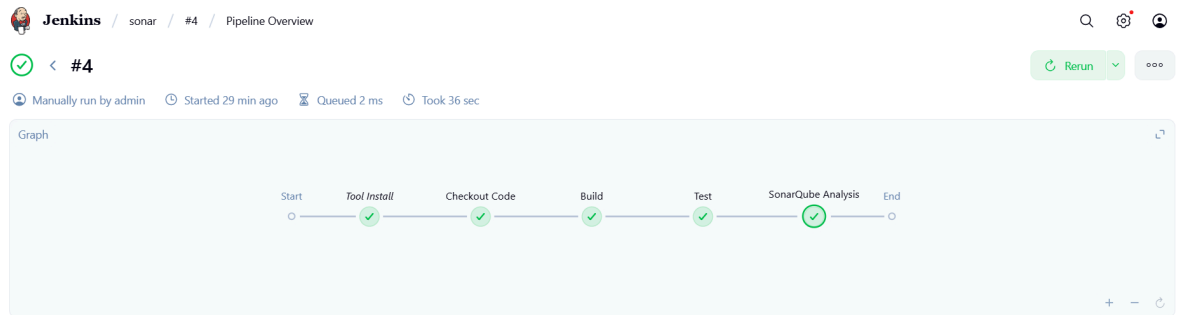 Jenkins / sonar / #4 / Pipeline Overview
#4
Rerun
Manually run by admin Started 29 min ago Queued 2 ms Took 36 sec
Graph
Start Tool Install Checkout Code Build Test SonarQube Analysis End